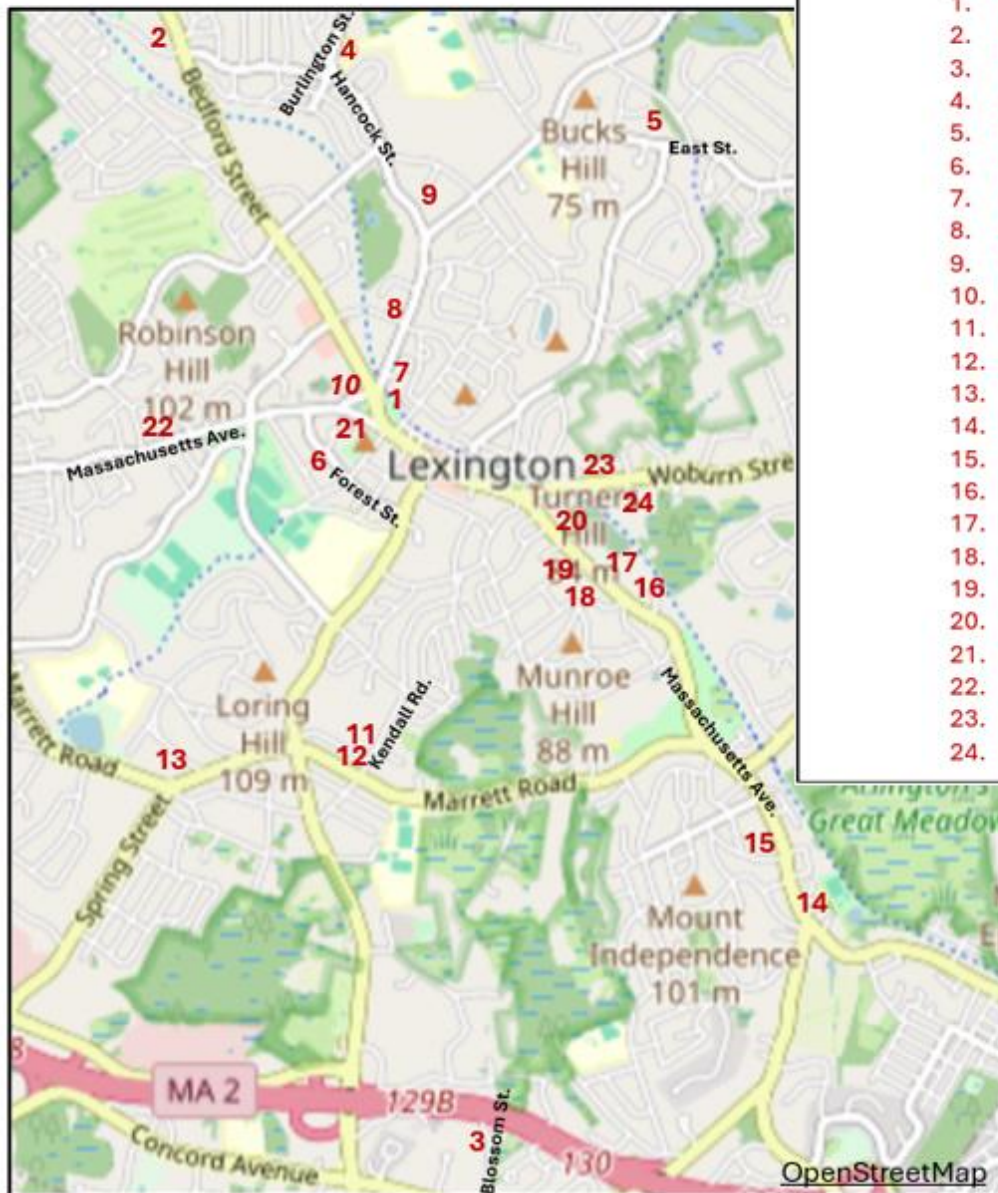 1.
2.
3.
4.
5.
6.
7.
8.
9.
10.
11.
12.
13.
14.
15.
16.
17.
18.
19.
20.
21.
22.
23.
24.
2
Burlington St.
4
Bedford Street
Hancock St.
5
Bucks
Hill
75 m
East St.
9
8
Robinson
Hill
102 m
10
7
1
22
21
Massachusetts Ave.
6
Forest St.
Lexington
23
Woburn Stre
24
20
Hill
19
17
18
16
Munroe
Hill
88 m
Massachusetts Ave.
Loring
Hill
109 m
11
12
Kendall Rd.
Marrett Road
13
Marrett Road
Spring Street
15
Great Meadow
14
Mount
Independence
101 m
8
MA 2
129B
3
Blossom St.
130
Concord Avenue
OpenStreetMap